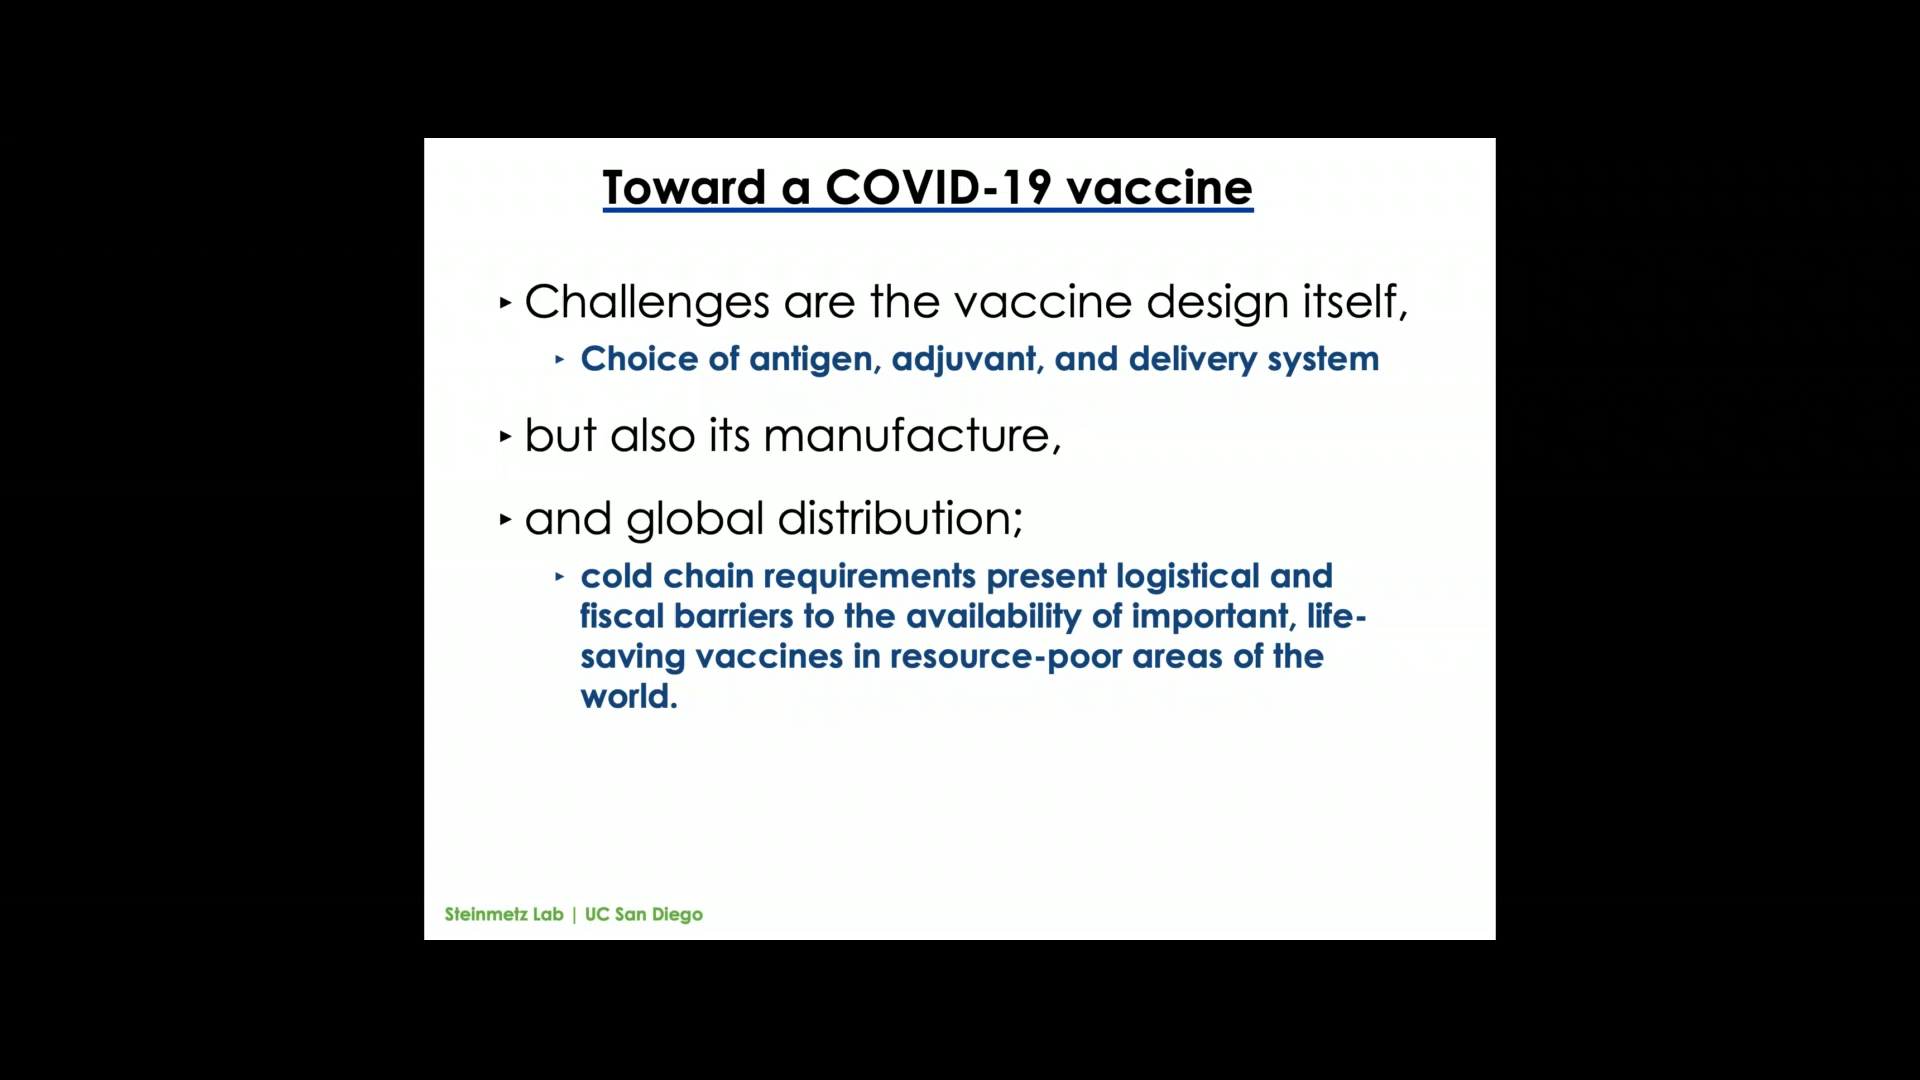 Toward a COVID-19 vaccine
‣ Challenges are the vaccine design itself,
‣ Choice of antigen, adjuvant, and delivery system
‣ but also its manufacture,
‣ and global distribution;
‣ cold chain requirements present logistical and
fiscal barriers to the availability of important, life-
saving vaccines in resource-poor areas of the
world.
Steinmetz Lab | UC San Diego